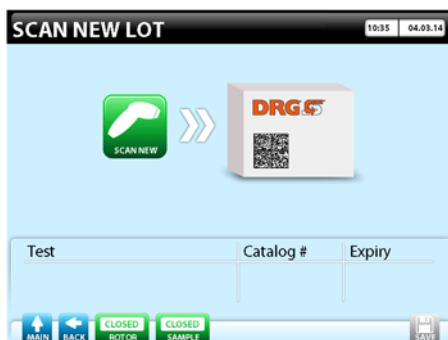 SCAN NEW LOT
10:35 04.03.14
SCAN NEW
DRG
Test Catalog # Expiry
MAIN BACK CLOSED ROTOR CLOSED SAMPLE SAVE